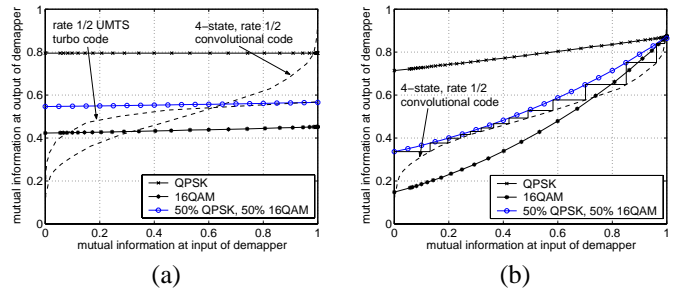 rate 1/2 UMTS
turbo code
4-state, rate 1/2
convolutional code
mutual information at output of demapper
1
0.8
0.6
0.4
0.2
0
0
0.2
0.4
0.6
0.8
1
QPSK
16QAM
50% QPSK, 50% 16QAM
mutual information at input of demapper
(a)
4-state, rate 1/2
convolutional code
mutual information at output of demapper
1
0.8
0.6
0.4
0.2
0
0
0.2
0.4
0.6
0.8
1
QPSK
16QAM
50% QPSK, 50% 16QAM
mutual information at input of demapper
(b)